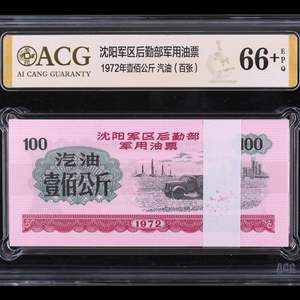 ACG
AI CANG GUARANTY
沈阳军区后勤部军用油票
1972年壹佰公斤 汽油（百张）
66+
EPQ
沈阳军区后勤部
军用油票
100
100
汽油
壹佰公斤
1972
ACG